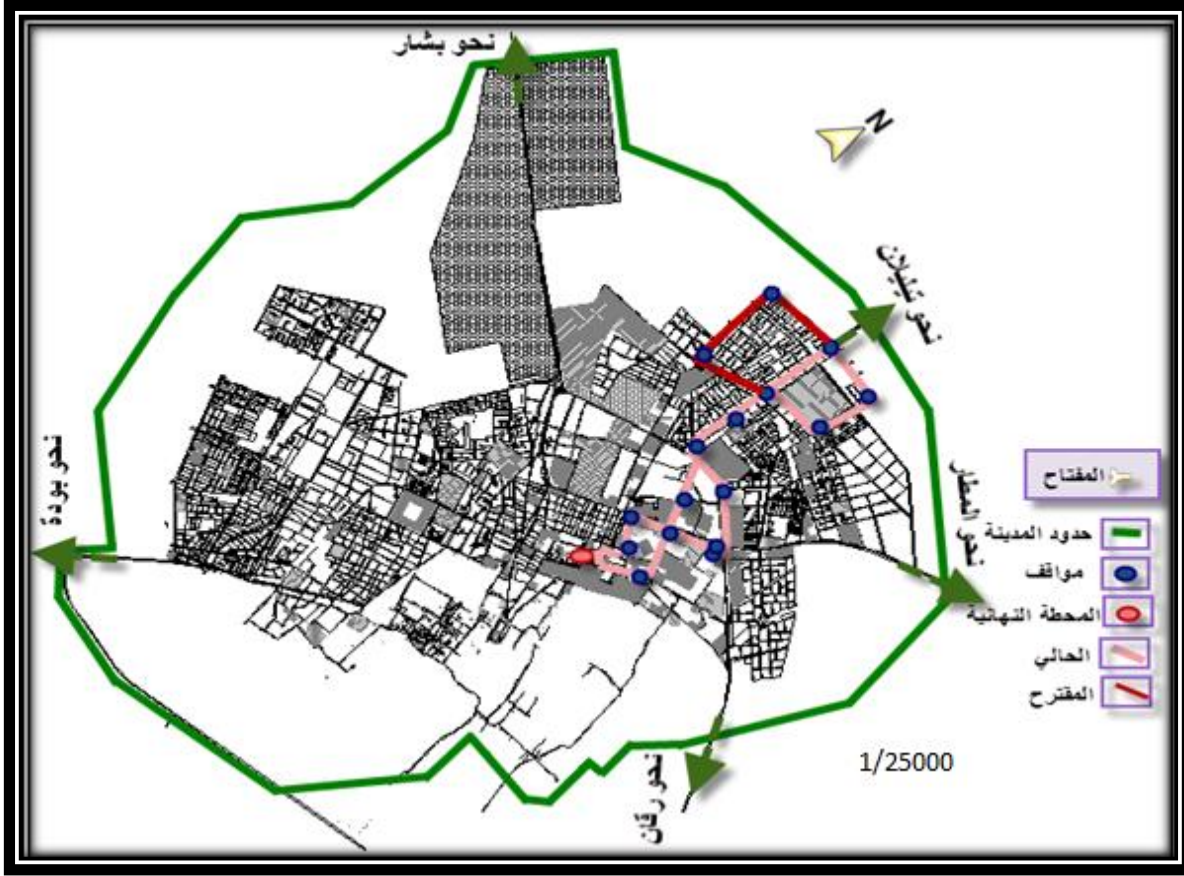 نحو بشار
N
نحو تيليلان
نحو بودة
نحو المطار
نحو رقان
المفتاح
حدود المدينة
مواقف
المحطة النهائية
الحالي
المقترح
1/25000